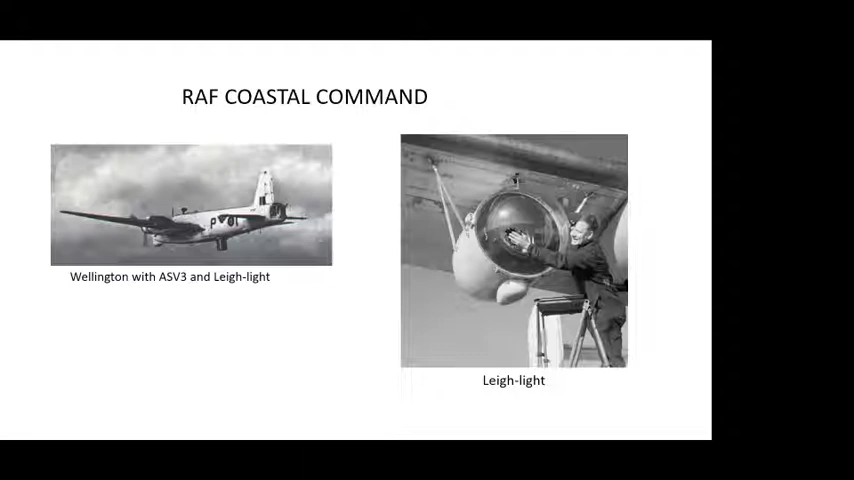 RAF COASTAL COMMAND
Wellington with ASV3 and Leigh-light
Leigh-light